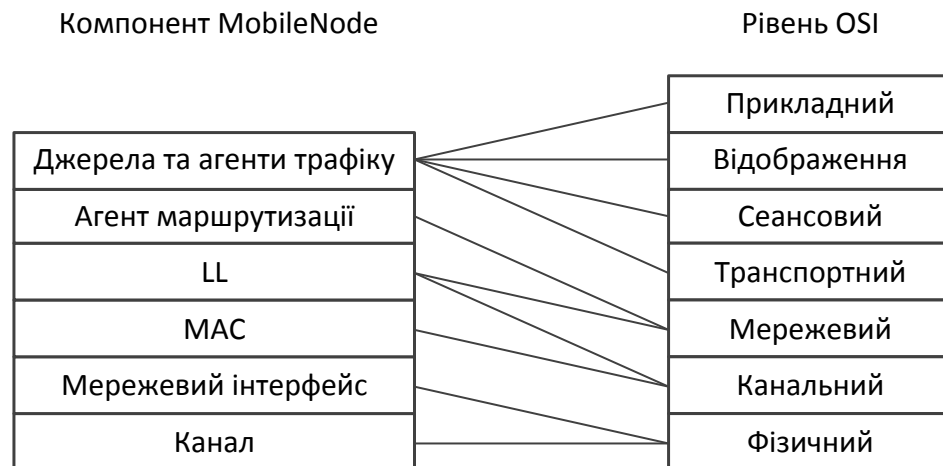 Компонент MobileNode
Рівень OSI
Джерела та агенти трафіку
Агент маршрутизації
LL
MAC
Мережевий інтерфейс
Канал
Прикладний
Відображення
Сеансовий
Транспортний
Мережевий
Канальний
Фізичний